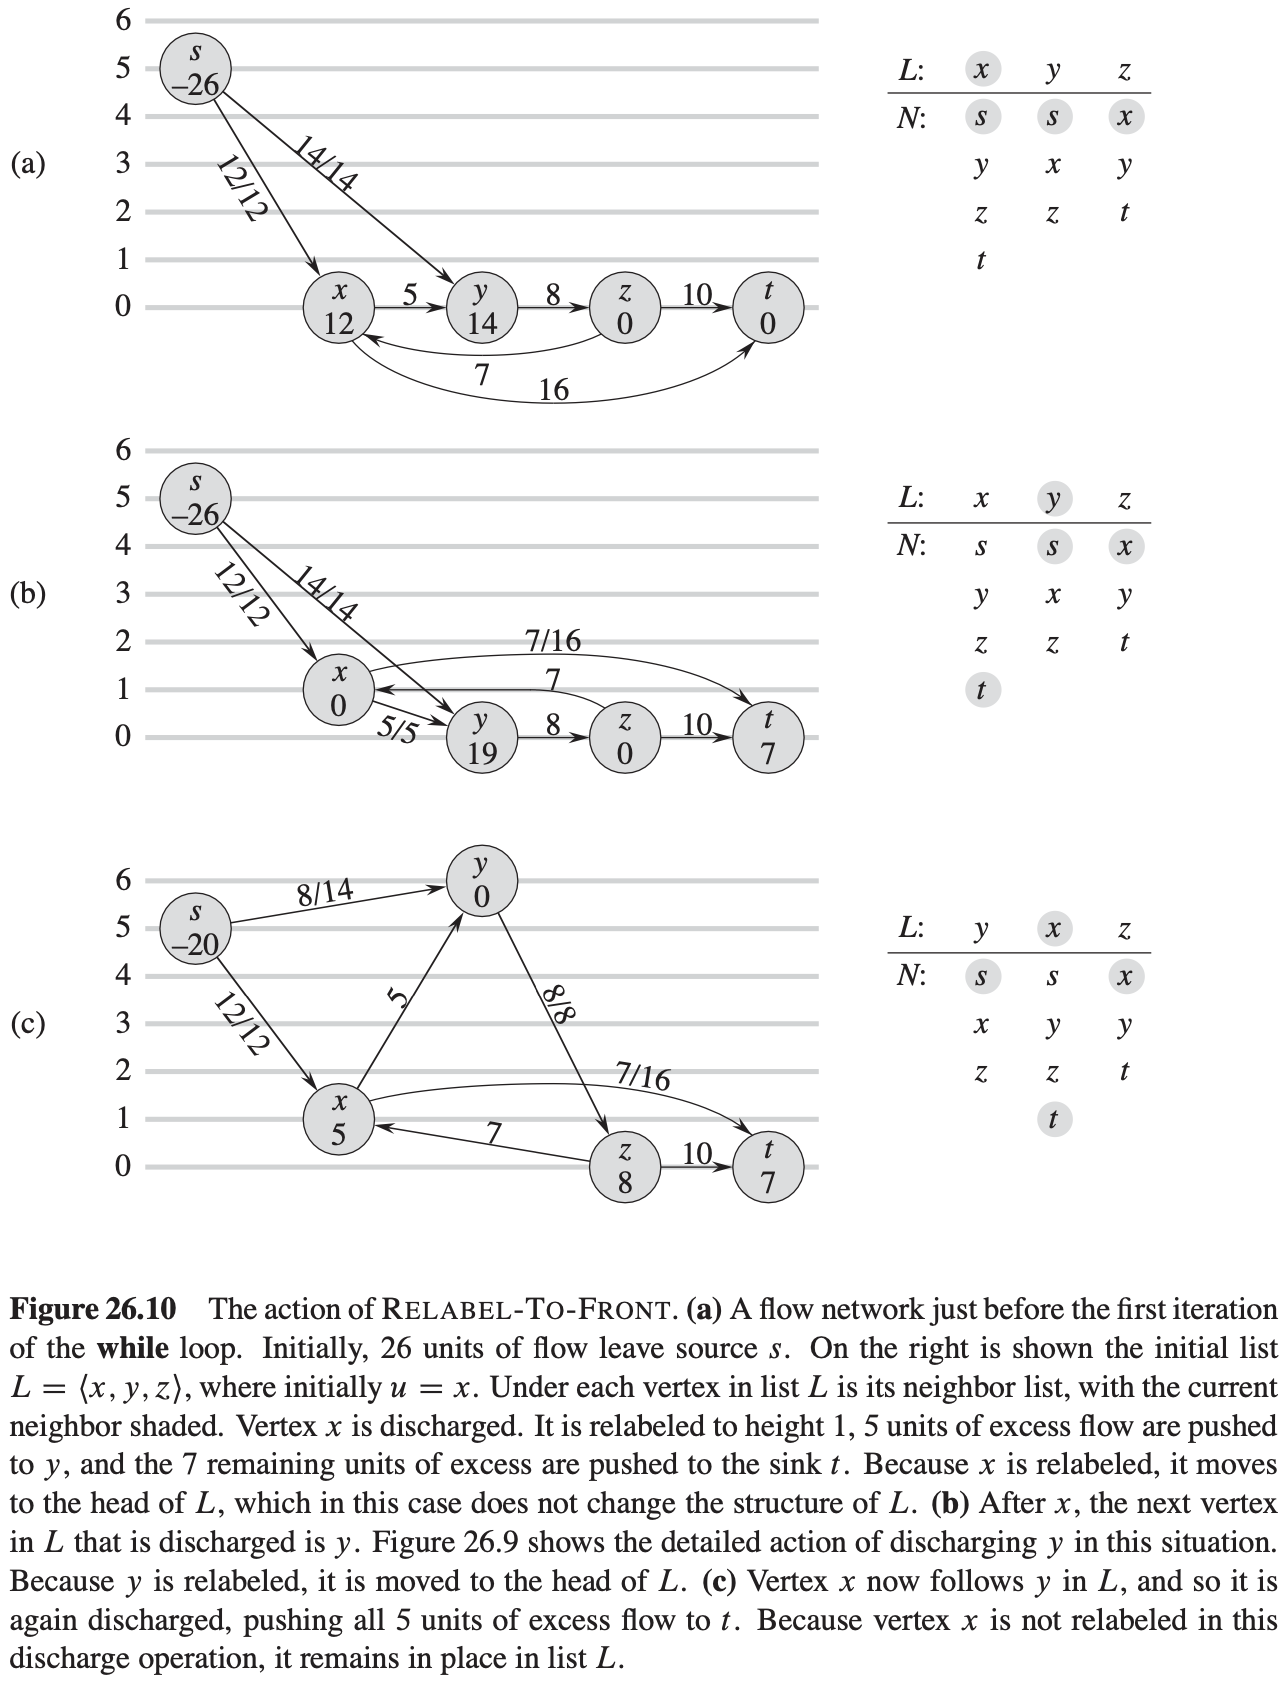 6
s
5
–26
L: x y z
4
N: s s x
14/14
(a)
3
12/12
y x y
2
z z t
1
t
x 5 y 8 z 10 t
0
12 14 0 0
7
16
6
s
5
–26
L: x y z
4
N: s s x
12/12
14/14
(b)
3
y x y
2
7/16
z z t
x
1
7
t
0
5/5
y 8 z 10 t
0
19 0 7
y
6
8/14
0
s
5
–20
L: y x z
4
N: s s x
12/12
5
8/8
(c)
3
x y y
2
7/16
z z t
x
1
7
t
5
z 10 t
0
8 7
Figure 26.10 The action of RELABEL-TO-FRONT. (a) A flow network just before the first iteration
of the while loop. Initially, 26 units of flow leave source s. On the right is shown the initial list
L = ⟨x, y, z⟩, where initially u = x. Under each vertex in list L is its neighbor list, with the current
neighbor shaded. Vertex x is discharged. It is relabeled to height 1, 5 units of excess flow are pushed
to y, and the 7 remaining units of excess are pushed to the sink t. Because x is relabeled, it moves
to the head of L, which in this case does not change the structure of L. (b) After x, the next vertex
in L that is discharged is y. Figure 26.9 shows the detailed action of discharging y in this situation.
Because y is relabeled, it is moved to the head of L. (c) Vertex x now follows y in L, and so it is
again discharged, pushing all 5 units of excess flow to t. Because vertex x is not relabeled in this
discharge operation, it remains in place in list L.